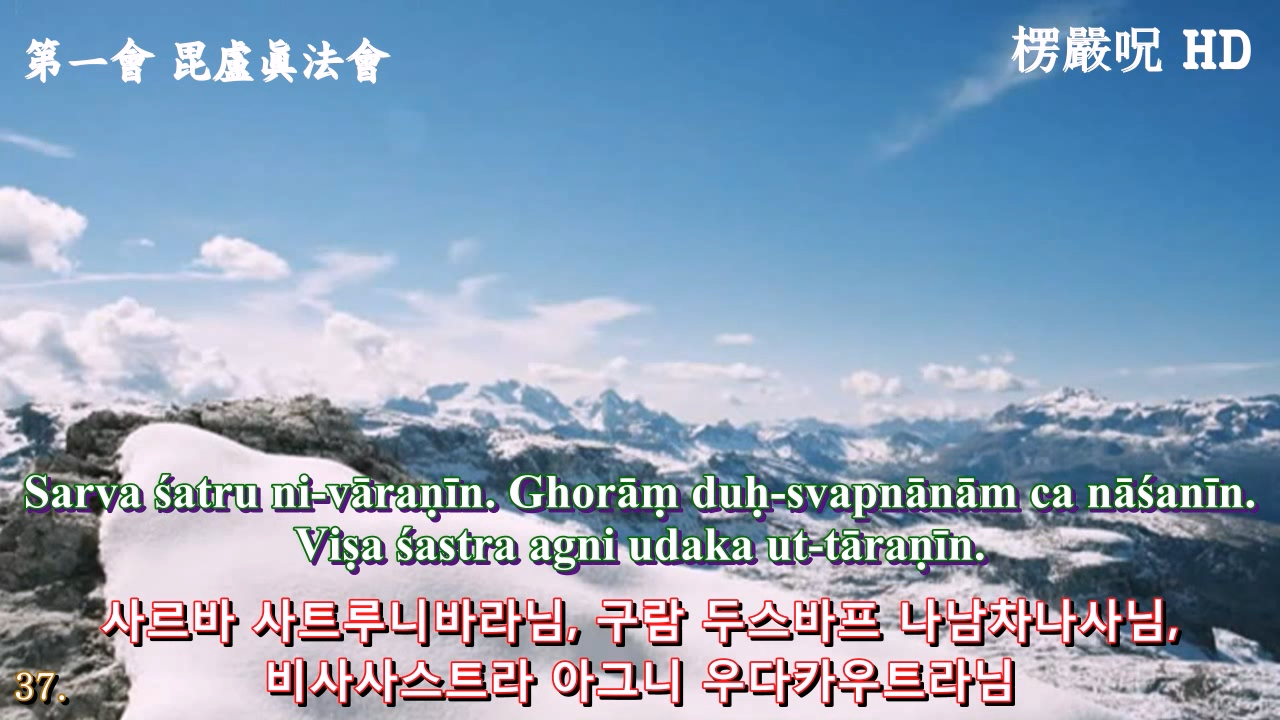 第一會 毘盧眞法會
楞嚴呪 HD
Sarva śatru ni-vāraṇīn. Ghorāṃ duḥ-svapnānām ca nāśanīn.
Viṣa śastra agni udaka ut-tāraṇīn.
사르바 사트루니바라님, 구람 두스바프 나남차나사님,
비사사스트라 아그니 우다카우트라님
37.